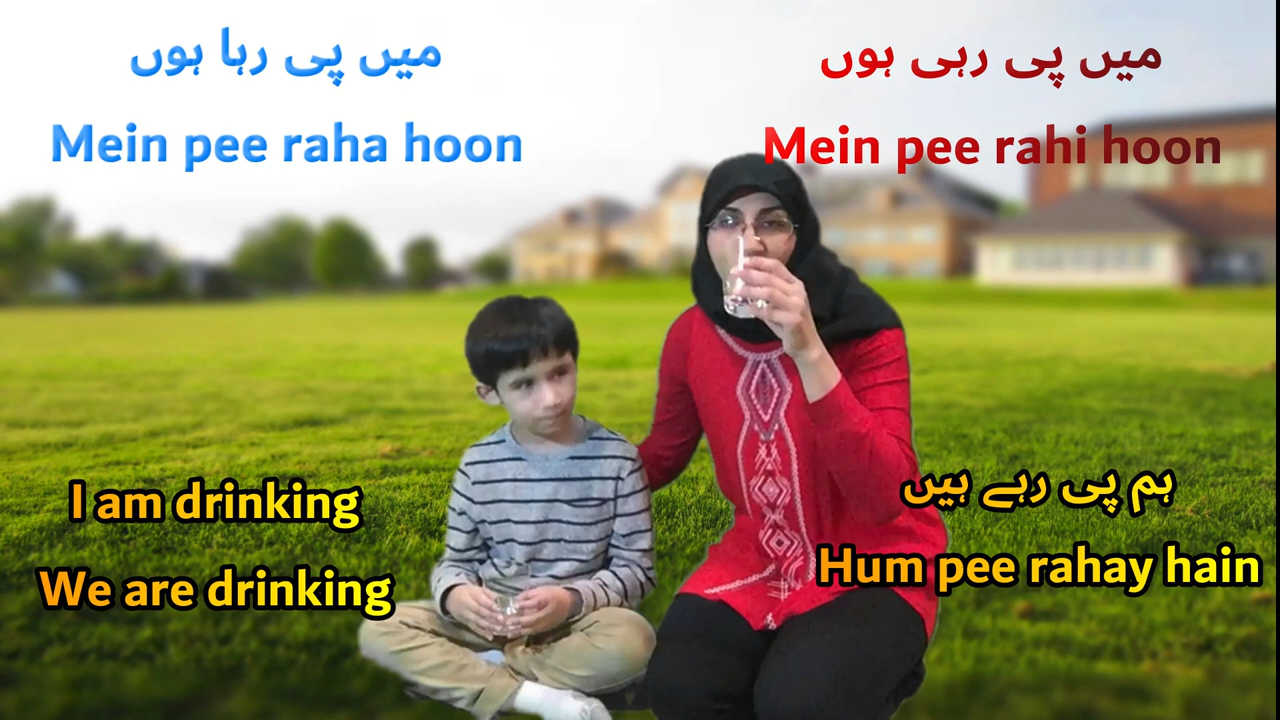 میں پی رہا ہوں
Mein pee raha hoon
میں پی رہی ہوں
Mein pee rahi hoon
I am drinking
We are drinking
ہم پی رہے ہیں
Hum pee rahay hain